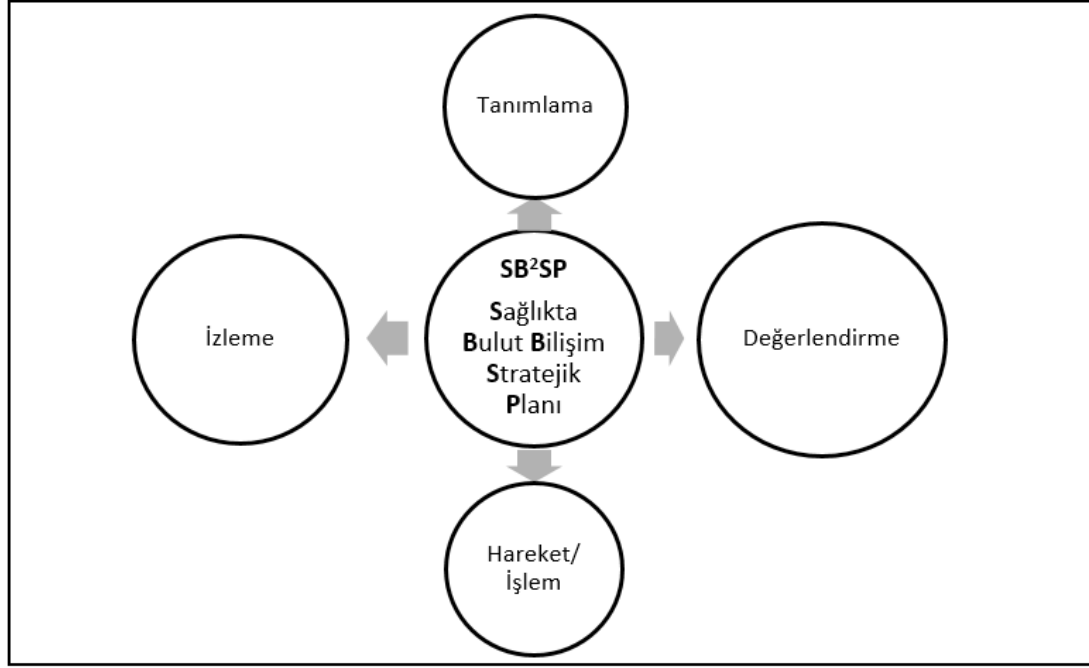 Tanımlama
İzleme
SB²SP
Sağlıkta
Bulut Bilişim
Stratejik
Planı
Değerlendirme
Hareket/
İşlem